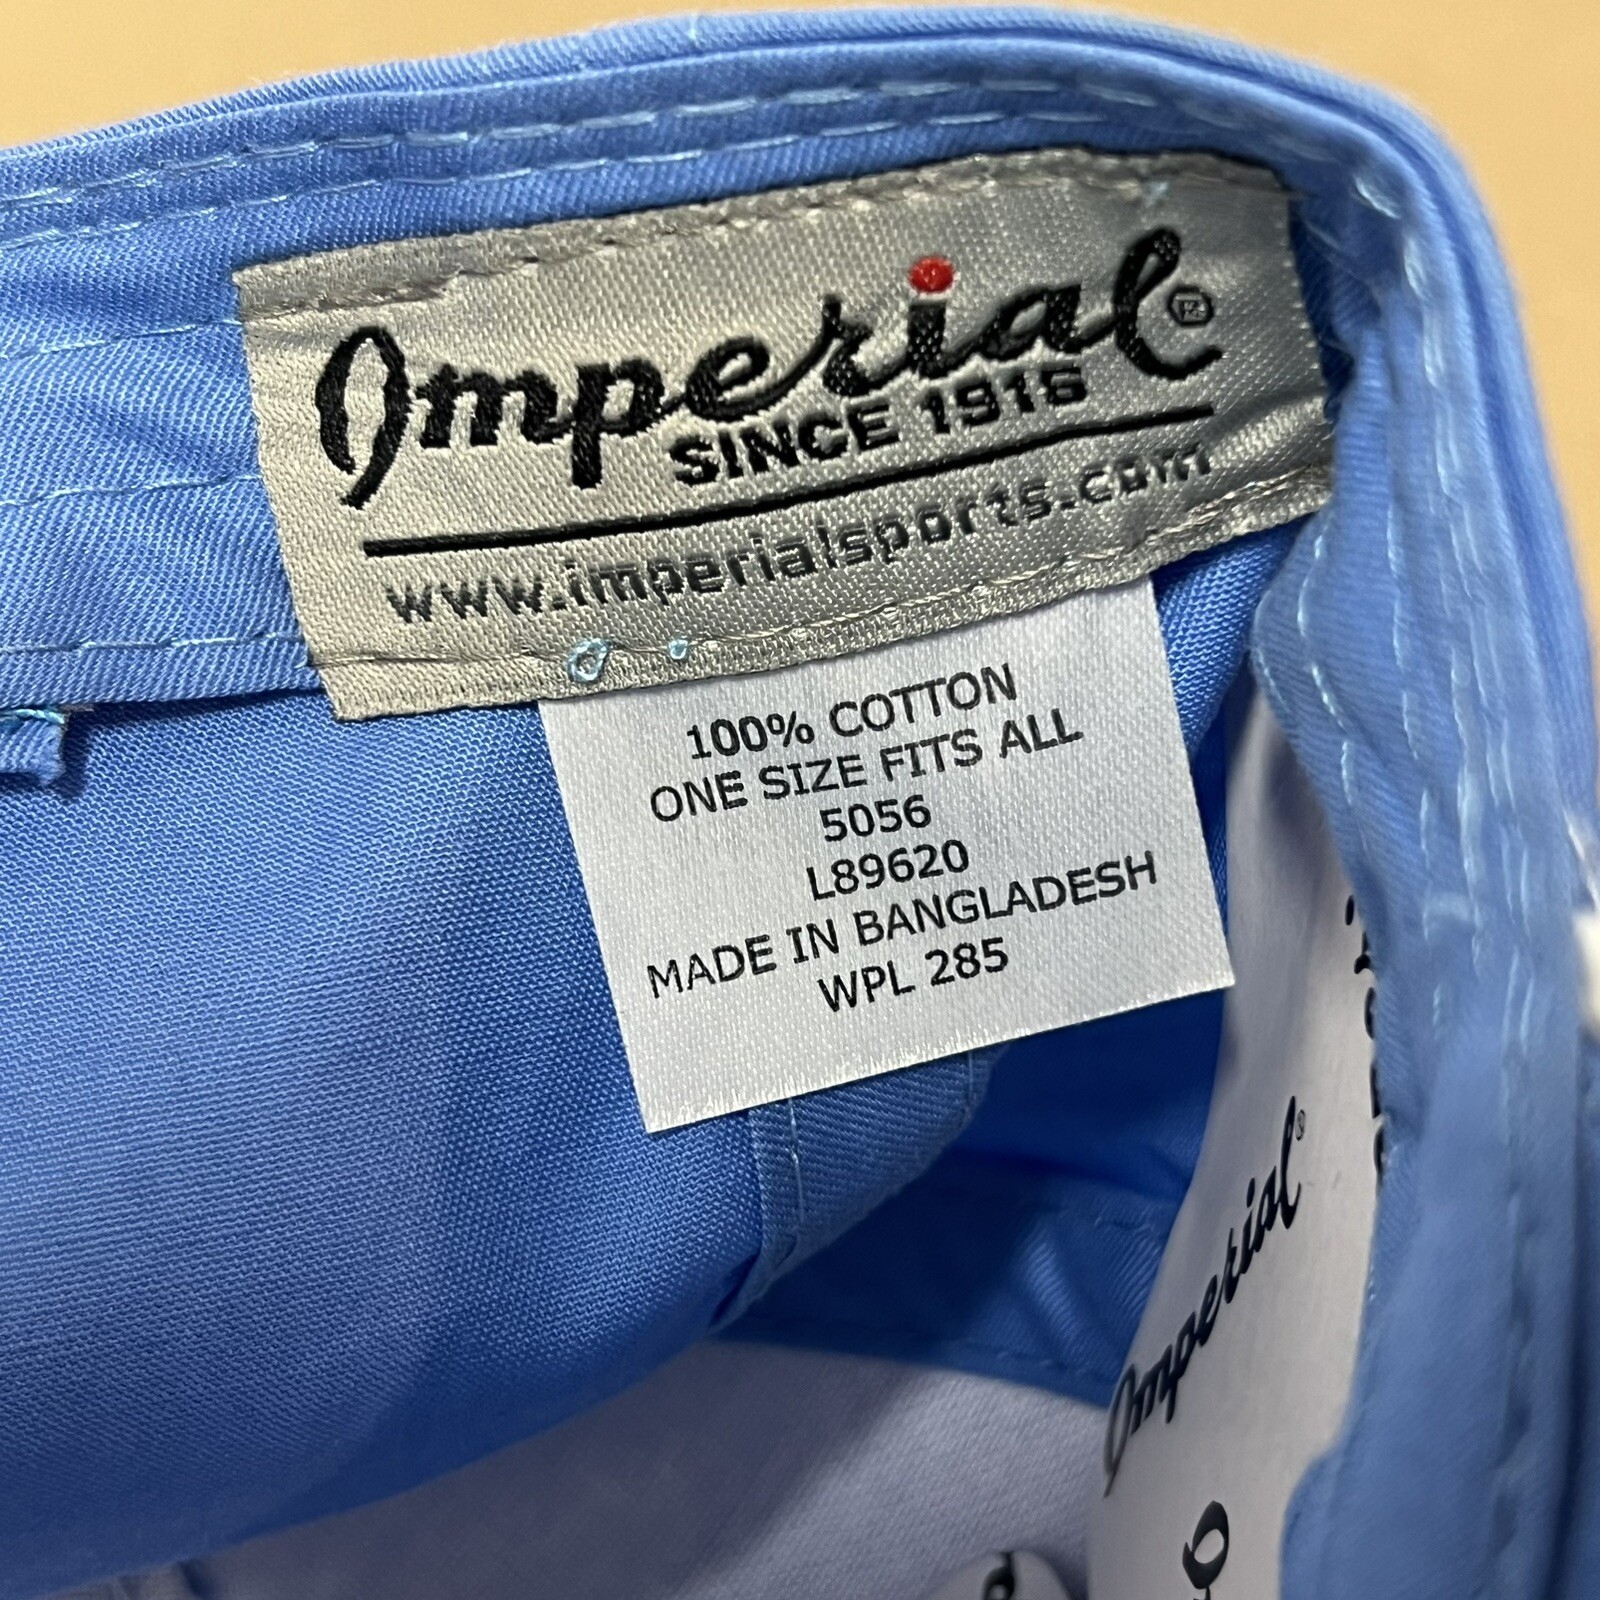 Imperial®
SINCE 1916
www.imperialsports.com
100% COTTON
ONE SIZE FITS ALL
5056
L89620
MADE IN BANGLADESH
WPL 285
Imperial®